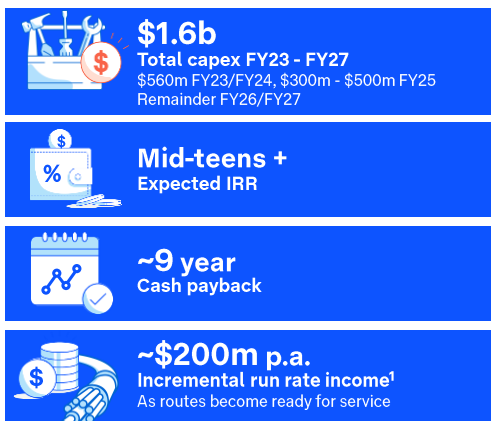 $1.6b
Total capex FY23 - FY27
$560m FY23/FY24, $300m - $500m FY25
Remainder FY26/FY27
$
$
%
Mid-teens +
Expected IRR
~9 year
Cash payback
$
~$200m p.a.
Incremental run rate income¹
As routes become ready for service